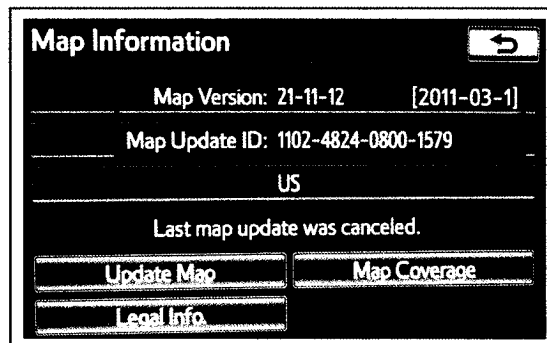 Map Information
Map Version: 21-11-12 [2011-03-1]
Map Update ID: 1102-4824-0800-1579
US
Last map update was canceled.
Update Map Map Coverage
Legal Info.